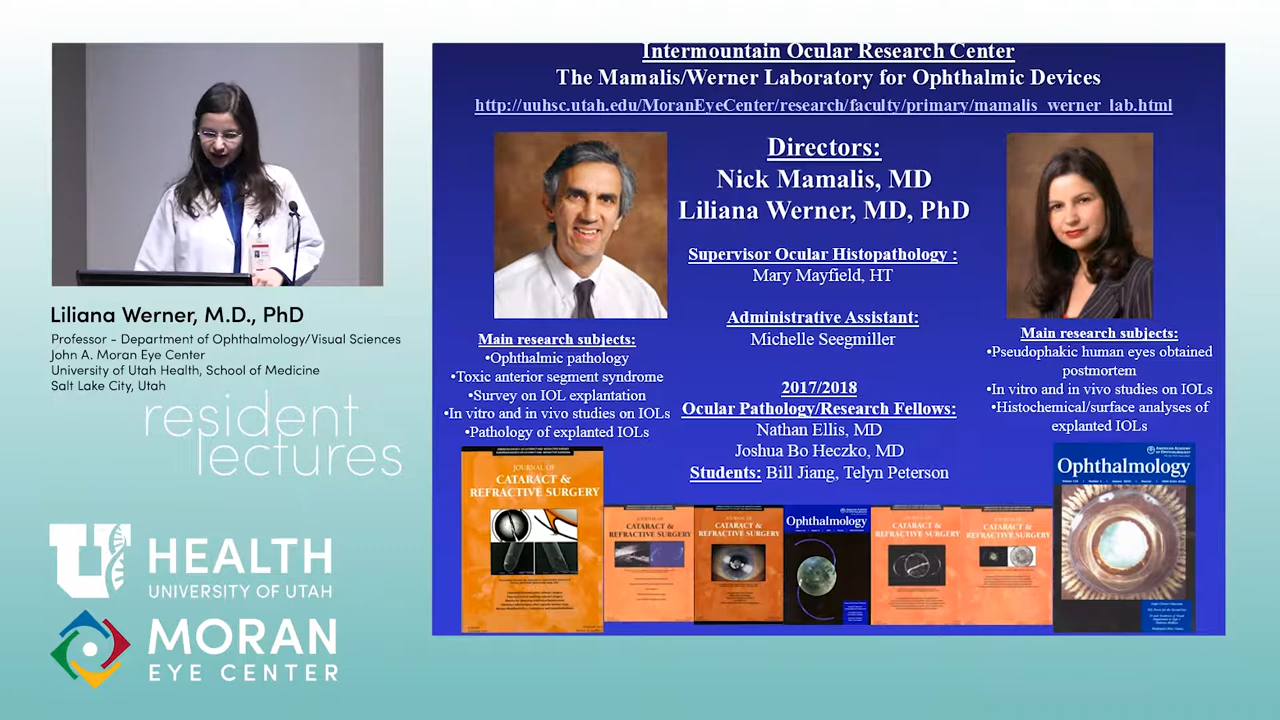 Liliana Werner, M.D., PhD
Professor - Department of Ophthalmology/Visual Sciences
John A. Moran Eye Center
University of Utah Health, School of Medicine
Salt Lake City, Utah
resident
lectures
U
HEALTH
UNIVERSITY OF UTAH
MORAN
EYE CENTER
Intermountain Ocular Research Center
The Mamalis/Werner Laboratory for Ophthalmic Devices
http://uuhsc.utah.edu/MoranEyeCenter/research/faculty/primary/mamalis_werner_lab.html
Directors:
Nick Mamalis, MD
Liliana Werner, MD, PhD
Supervisor Ocular Histopathology :
Mary Mayfield, HT
Administrative Assistant:
Michelle Seegmiller
2017/2018
Ocular Pathology/Research Fellows:
Nathan Ellis, MD
Joshua Bo Heczko, MD
Students: Bill Jiang, Telyn Peterson
Main research subjects:
•Ophthalmic pathology
•Toxic anterior segment syndrome
•Survey on IOL explantation
•In vitro and in vivo studies on IOLs
•Pathology of explanted IOLs
Main research subjects:
•Pseudophakic human eyes obtained
postmortem
•In vitro and in vivo studies on IOLs
•Histochemical/surface analyses of
explanted IOLs
JOURNAL OF
CATARACT &
REFRACTIVE SURGERY
JOURNAL OF
CATARACT &
REFRACTIVE SURGERY
JOURNAL OF
CATARACT &
REFRACTIVE SURGERY
Ophthalmology
JOURNAL OF
CATARACT &
REFRACTIVE SURGERY
JOURNAL OF
CATARACT &
REFRACTIVE SURGERY
Ophthalmology